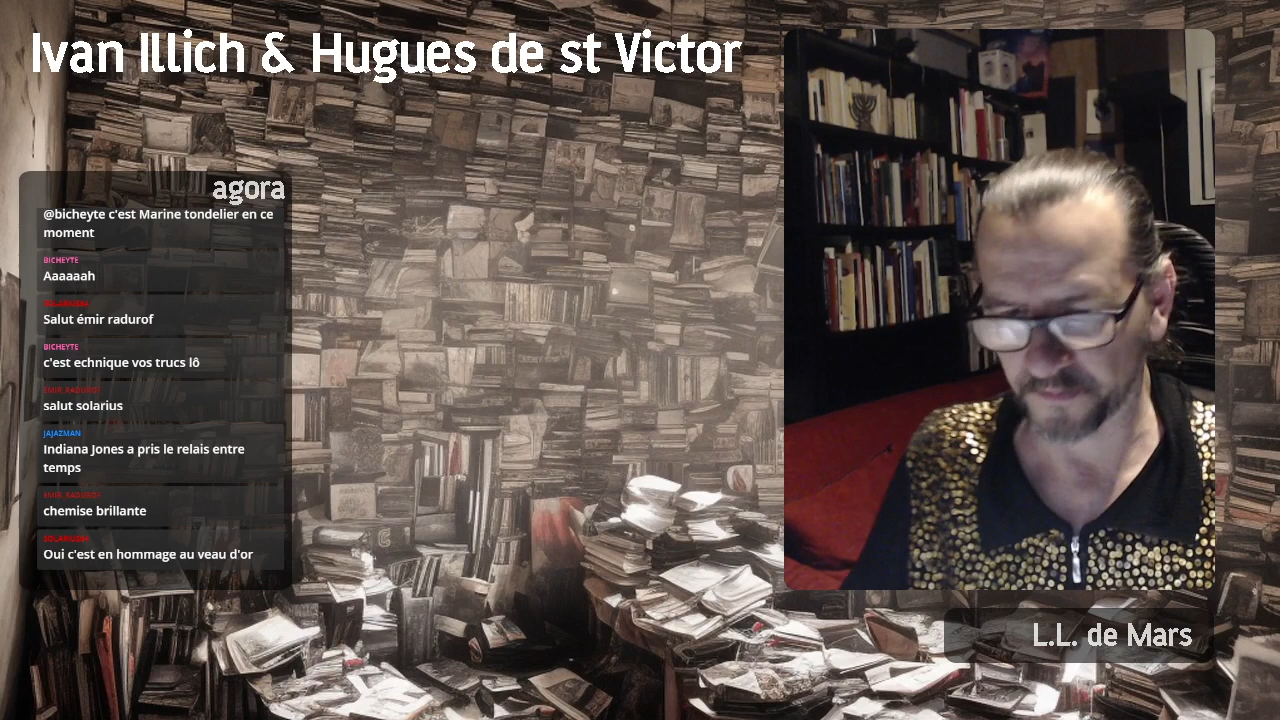 Ivan Illich & Hugues de st Victor
agora
@bicheyte c'est Marine tondelier en ce
moment
BICHEYTE
Aaaaaah
Salut émir radurof
BICHEYTE
c'est echnique vos trucs lô
EMIR_RADUROF
salut solarius
JAJAZMAN
Indiana Jones a pris le relais entre
temps
EMIR_RADUROF
chemise brillante
Oui c'est en hommage au veau d'or
L.L. de Mars